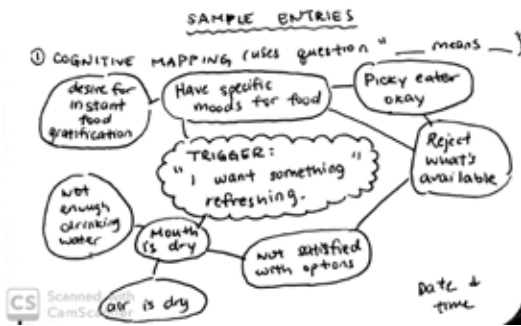 SAMPLE ENTRIES
① COGNITIVE MAPPING (uses question "___ means ___")
desire for
instant
food
gratification
Have specific
moods for food
Picky eater
okay
Reject
what's
available
"TRIGGER:
I want something
refreshing."
Not
enough
drinking
water
Mouth
is dry
Not satisfied
with options
air is dry
Date &
time
CS
Scanned with
CamScanner